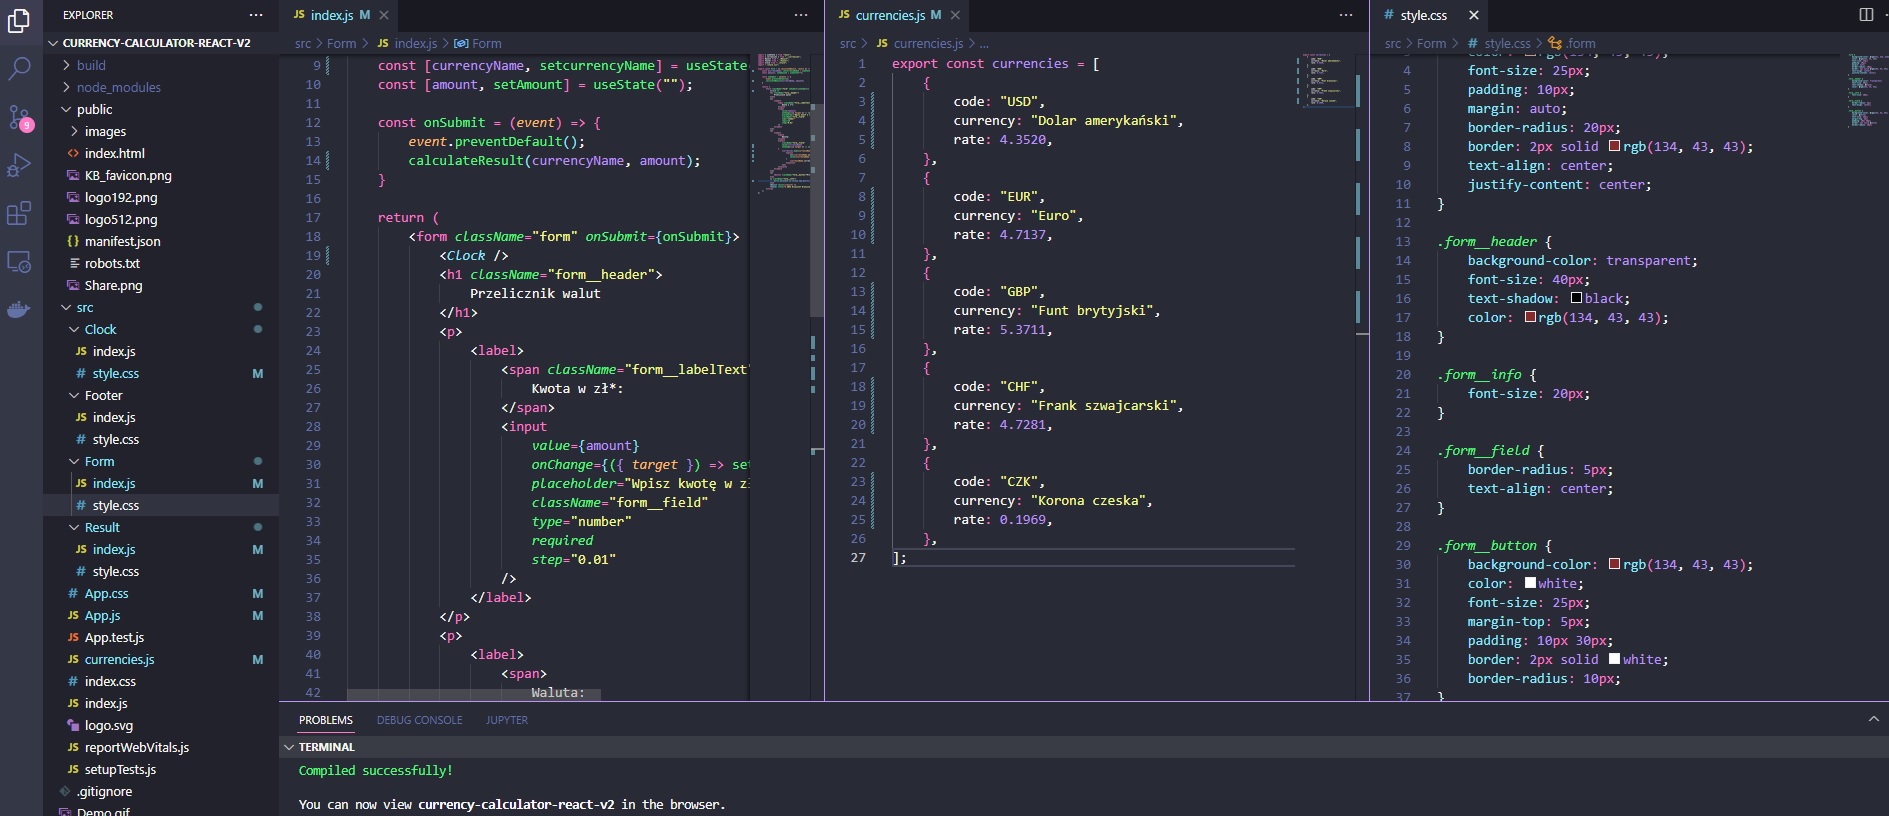 EXPLORER
CURRENCY-CALCULATOR-REACT-V2
build
node_modules
public
images
index.html
KB_favicon.png
logo192.png
logo512.png
manifest.json
robots.txt
Share.png
src
Clock
index.js
style.css M
Footer
index.js
style.css
Form
index.js M
style.css
Result
index.js M
style.css
App.css M
App.js M
App.test.js
currencies.js M
index.css
index.js
logo.svg
reportWebVitals.js
setupTests.js
.gitignore
Demo.gif
9
JS index.js M
src > Form > JS index.js > Form
9 const [currencyName, setcurrencyName] = useState
10 const [amount, setAmount] = useState("");
11
12 const onSubmit = (event) => {
13 event.preventDefault();
14 calculateResult(currencyName, amount);
15 }
16
17 return (
18 <form className="form" onSubmit={onSubmit}>
19 <Clock />
20 <h1 className="form__header">
21 Przelicznik walut
22 </h1>
23 <p>
24 <label>
25 <span className="form__labelText"
26 Kwota w zł*:
27 </span>
28 <input
29 value={amount}
30 onChange={({ target }) => set
31 placeholder="Wpisz kwotę w zł
32 className="form__field"
33 type="number"
34 required
35 step="0.01"
36 />
37 </label>
38 </p>
39 <p>
40 <label>
41 <span>
42 Waluta:
JS currencies.js M
src > JS currencies.js > ...
1 export const currencies = [
2 {
3 code: "USD",
4 currency: "Dolar amerykański",
5 rate: 4.3520,
6 },
7 {
8 code: "EUR",
9 currency: "Euro",
10 rate: 4.7137,
11 },
12 {
13 code: "GBP",
14 currency: "Funt brytyjski",
15 rate: 5.3711,
16 },
17 {
18 code: "CHF",
19 currency: "Frank szwajcarski",
20 rate: 4.7281,
21 },
22 {
23 code: "CZK",
24 currency: "Korona czeska",
25 rate: 0.1969,
26 },
27 ];
# style.css
src > Form > # style.css > .form
color: rgb(134, 43, 43);
4 font-size: 25px;
5 padding: 10px;
6 margin: auto;
7 border-radius: 20px;
8 border: 2px solid rgb(134, 43, 43);
9 text-align: center;
10 justify-content: center;
11 }
12
13 .form__header {
14 background-color: transparent;
15 font-size: 40px;
16 text-shadow: black;
17 color: rgb(134, 43, 43);
18 }
19
20 .form__info {
21 font-size: 20px;
22 }
23
24 .form__field {
25 border-radius: 5px;
26 text-align: center;
27 }
28
29 .form__button {
30 background-color: rgb(134, 43, 43);
31 color: white;
32 font-size: 25px;
33 margin-top: 5px;
34 padding: 10px 30px;
35 border: 2px solid white;
36 border-radius: 10px;
37 }
PROBLEMS DEBUG CONSOLE JUPYTER
TERMINAL
Compiled successfully!
You can now view currency-calculator-react-v2 in the browser.